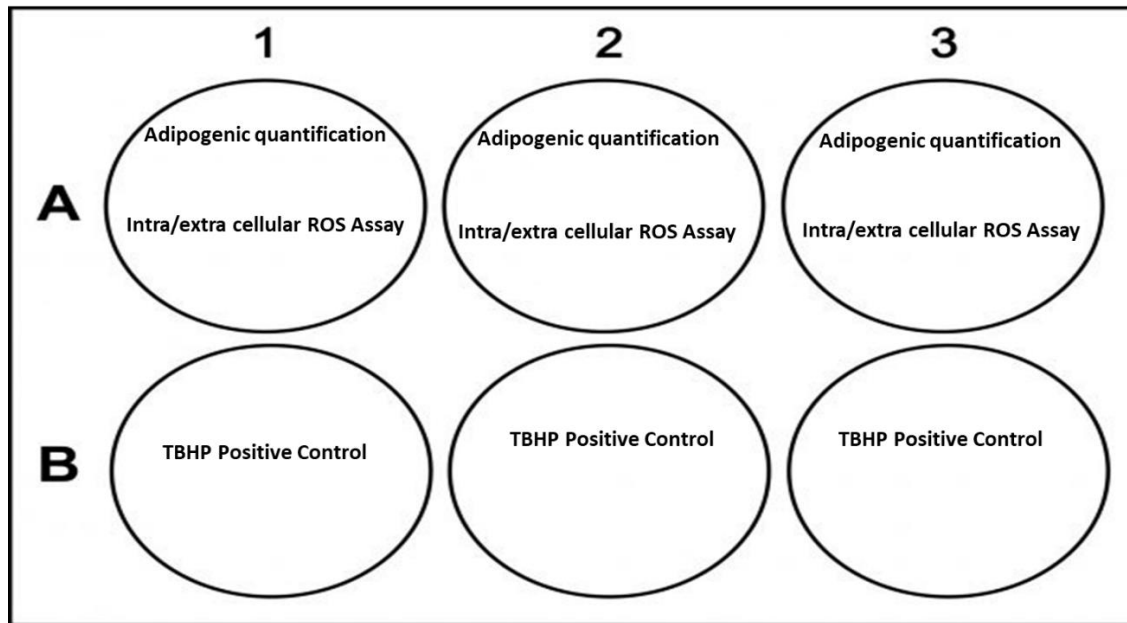 1 2 3
A
Adipogenic quantification
Intra/extra cellular ROS Assay
Adipogenic quantification
Intra/extra cellular ROS Assay
Adipogenic quantification
Intra/extra cellular ROS Assay
B
TBHP Positive Control
TBHP Positive Control
TBHP Positive Control